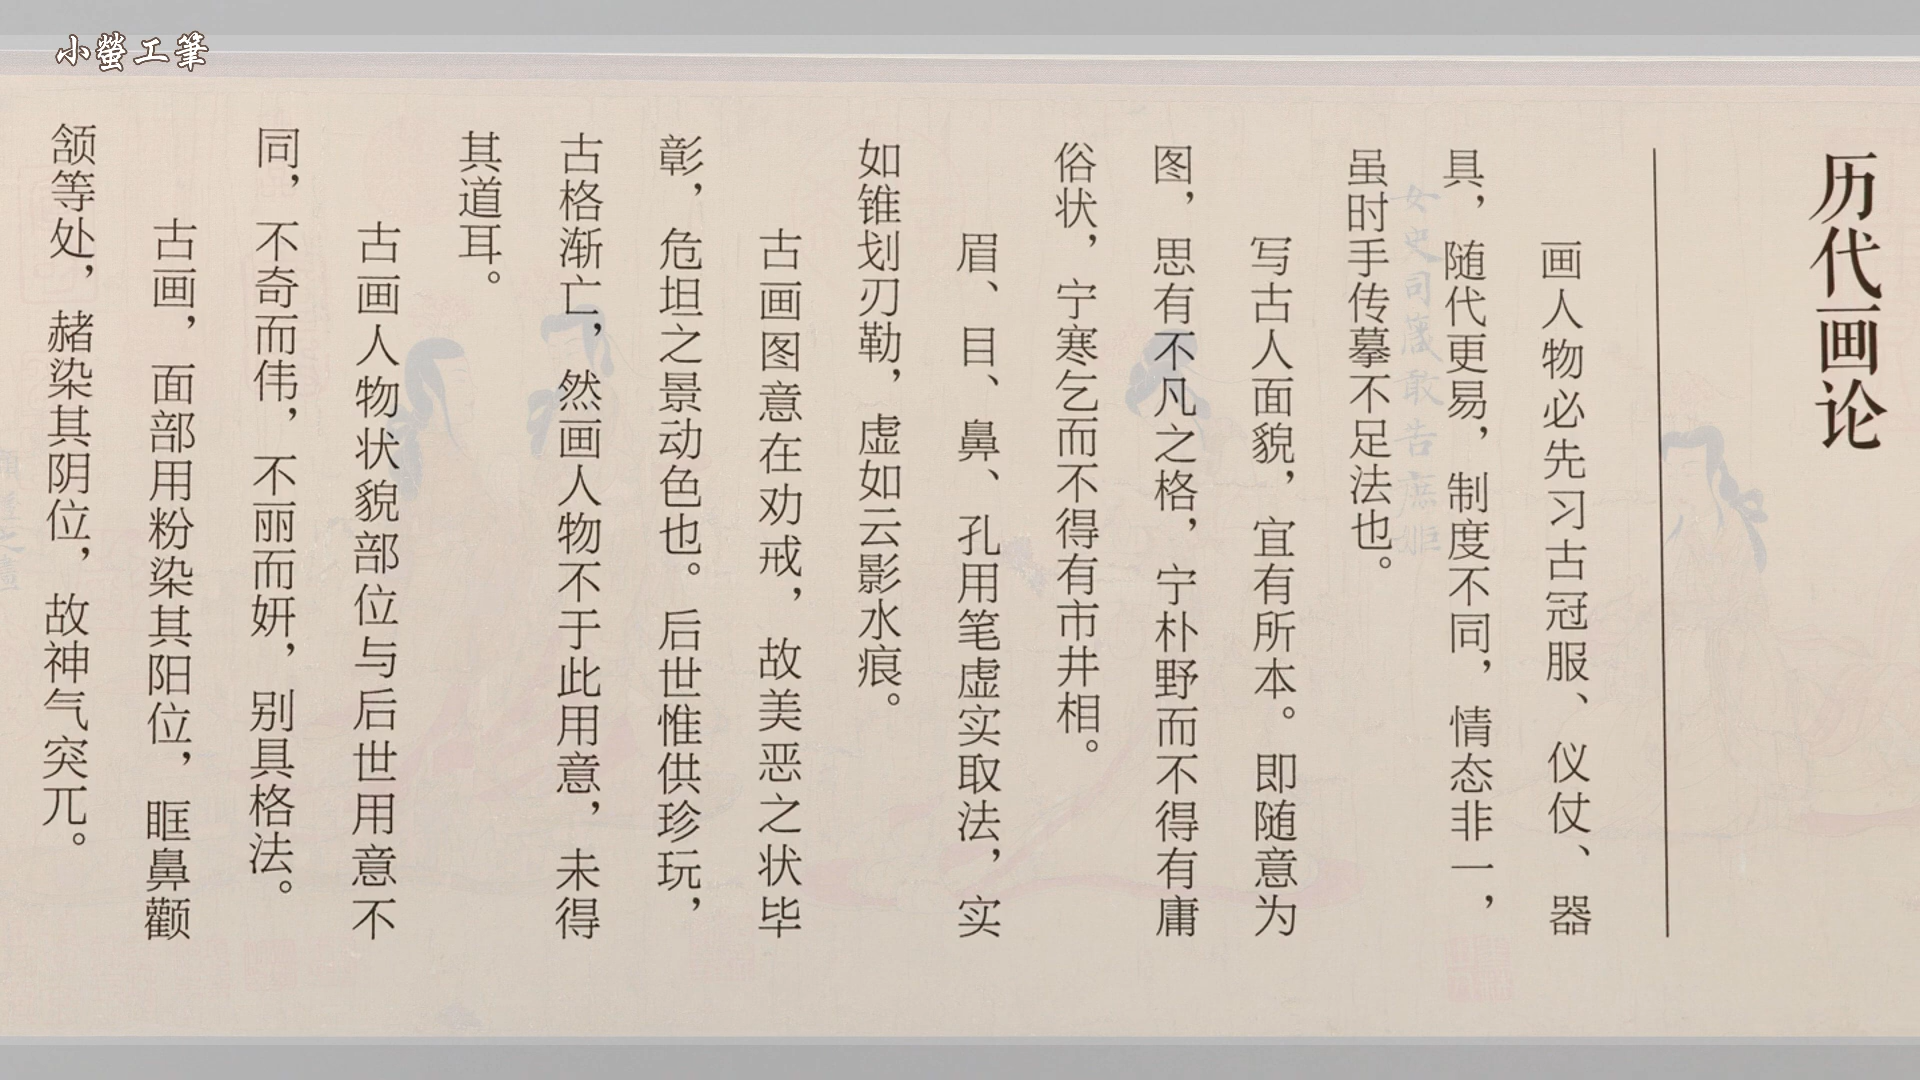 小螢工筆
历代画论
画人物必先习古冠服、仪仗、器
具，随代更易，制度不同，情态非一，
虽时手传摹不足法也。
写古人面貌，宜有所本。即随意为
图，思有不凡之格，宁朴野而不得有庸
俗状，宁寒乞而不得有市井相。
眉、目、鼻、孔用笔虚实取法，实
如锥划刃勒，虚如云影水痕。
古画图意在劝戒，故美恶之状毕
彰，危坦之景动色也。后世惟供珍玩，
古格渐亡，然画人物不于此用意，未得
其道耳。
古画人物状貌部位与后世用意不
同，不奇而伟，不丽而妍，别具格法。
古画，面部用粉染其阳位，眶鼻颧
颔等处，赭染其阴位，故神气突兀。
女史司箴敢告庶姬